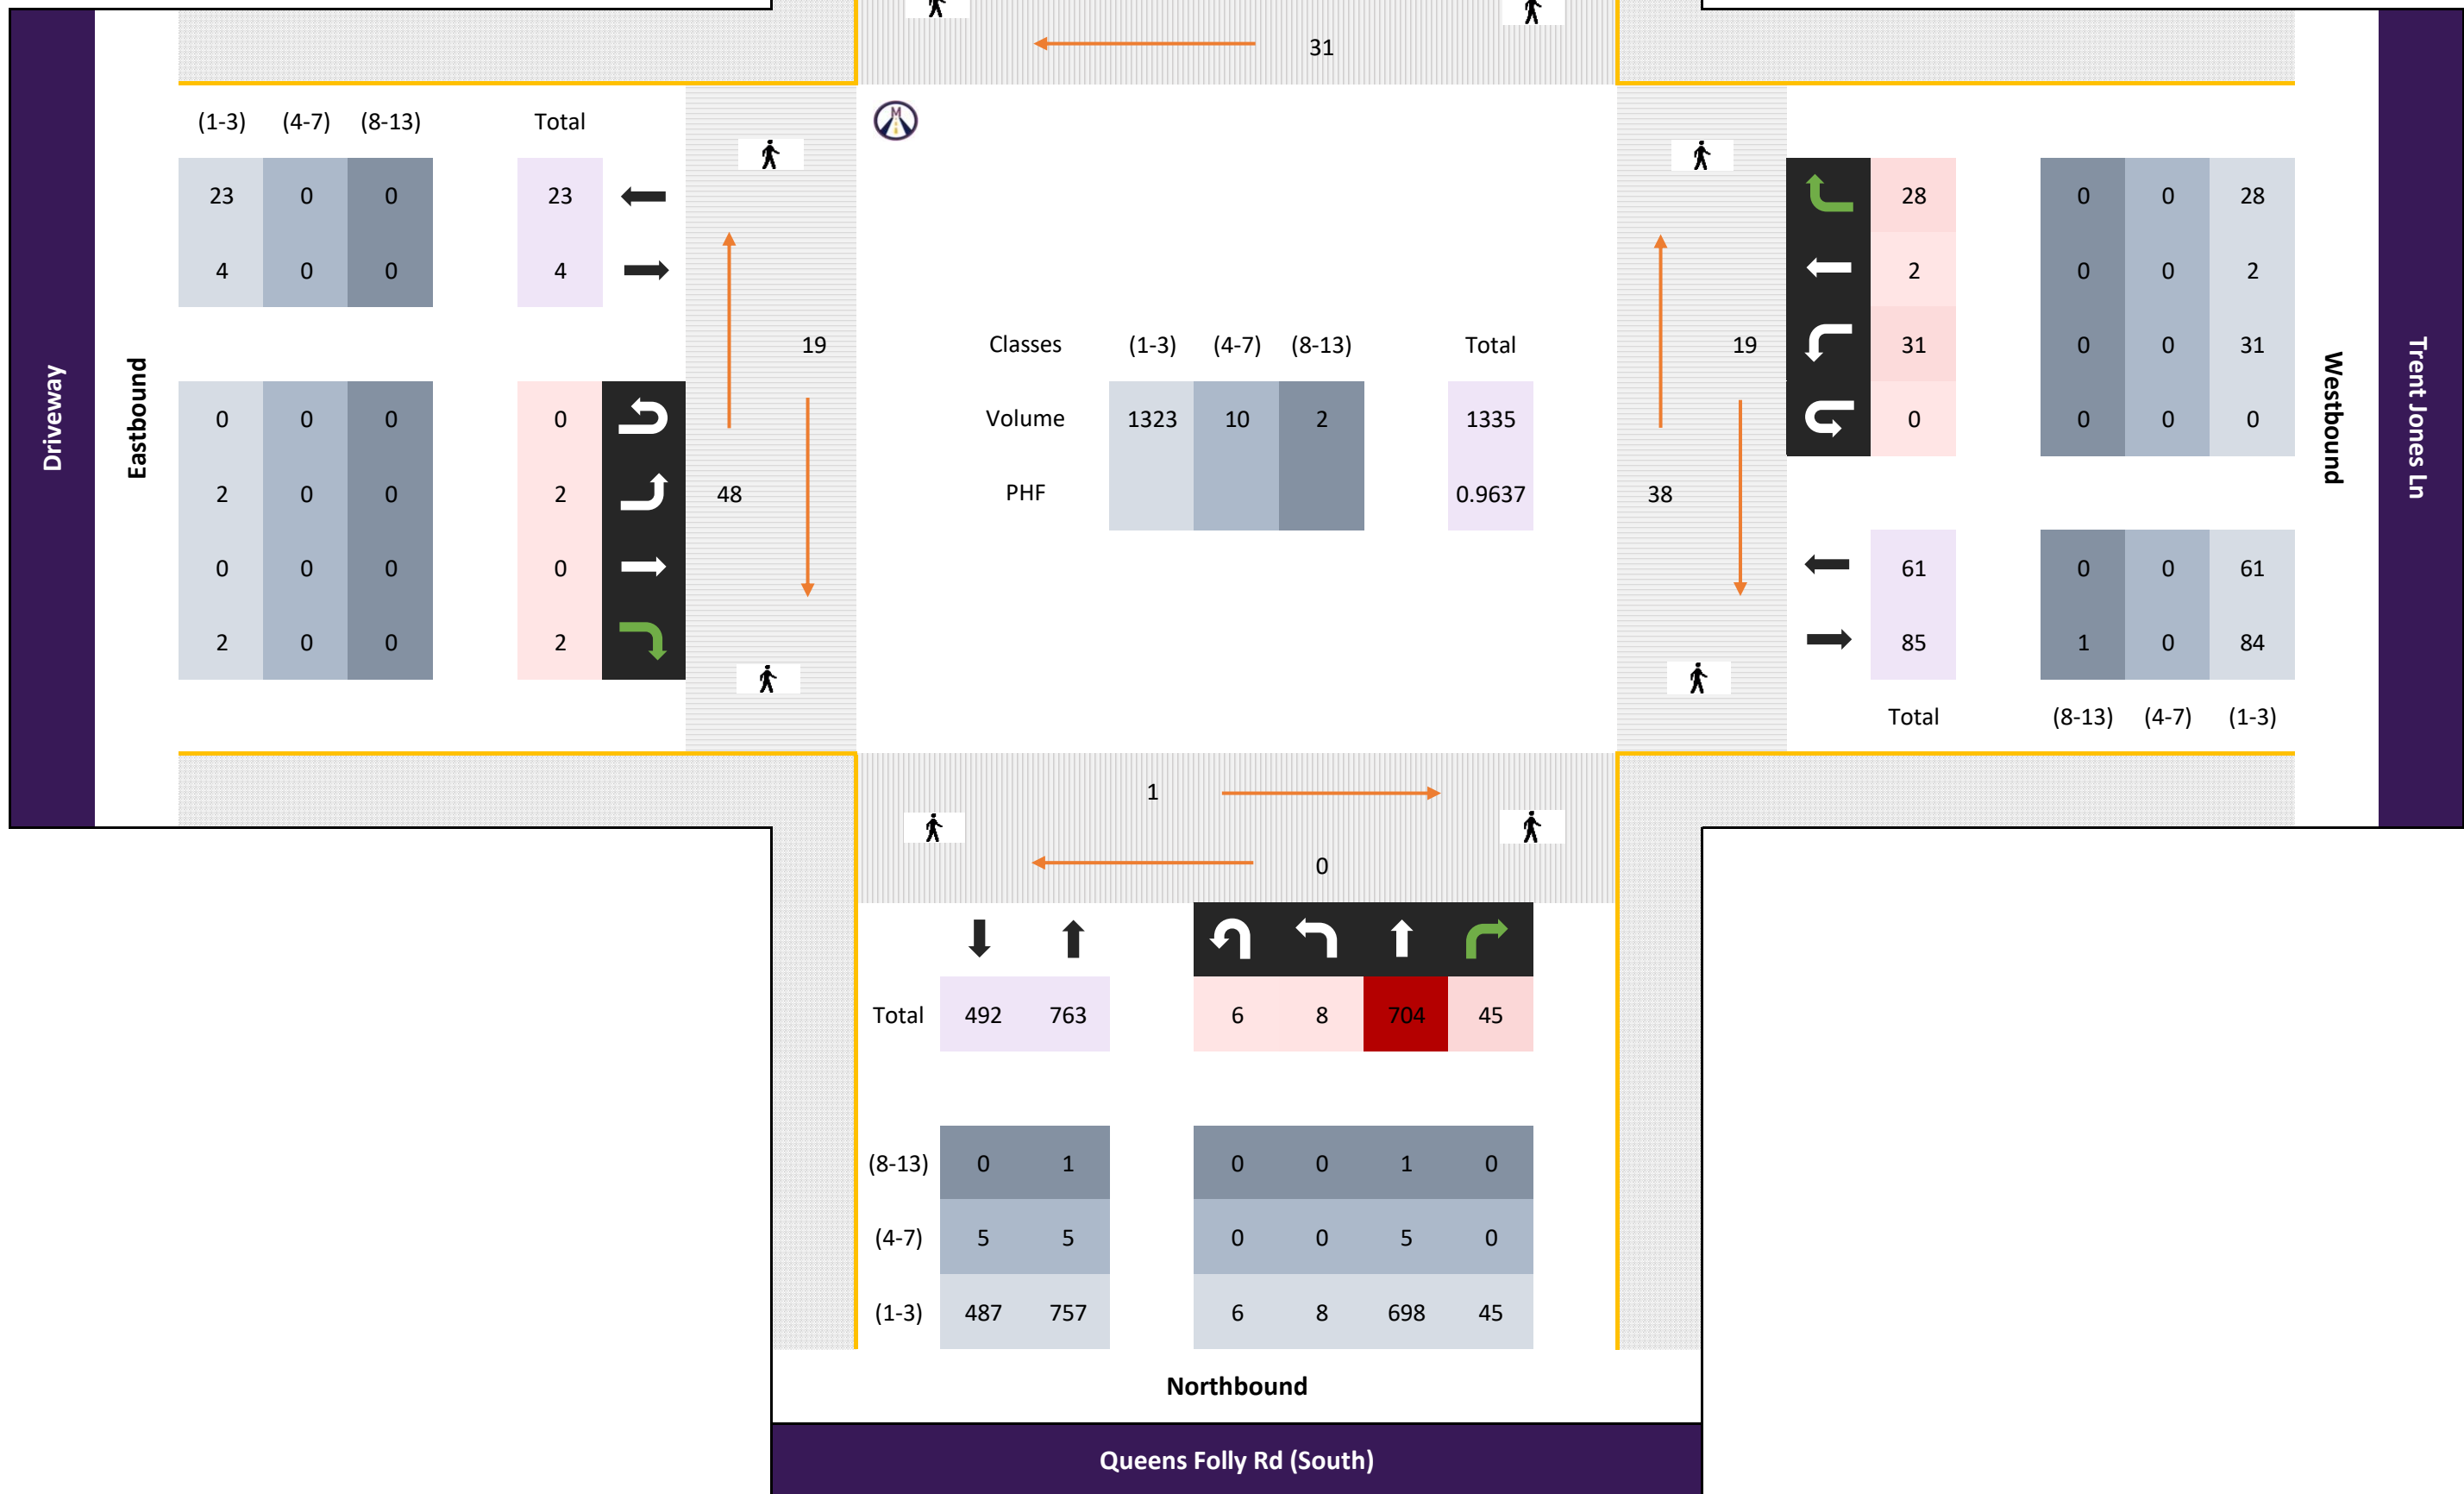 31
(1-3) (4-7) (8-13) Total
23 0 0 23 28 0 0 28
4 0 0 4 2 0 0 2
19 Classes (1-3) (4-7) (8-13) Total 19 31 0 0 31
Driveway
Eastbound
0 0 0 0 Volume 1323 10 2 1335 0 0 0 0
Westbound
Trent Jones Ln
2 0 0 2 48 PHF 0.9637 38
0 0 0 0 61 0 0 61
2 0 0 2 85 1 0 84
Total (8-13) (4-7) (1-3)
1
0
Total 492 763 6 8 704 45
(8-13) 0 1 0 0 1 0
(4-7) 5 5 0 0 5 0
(1-3) 487 757 6 8 698 45
Northbound
Queens Folly Rd (South)